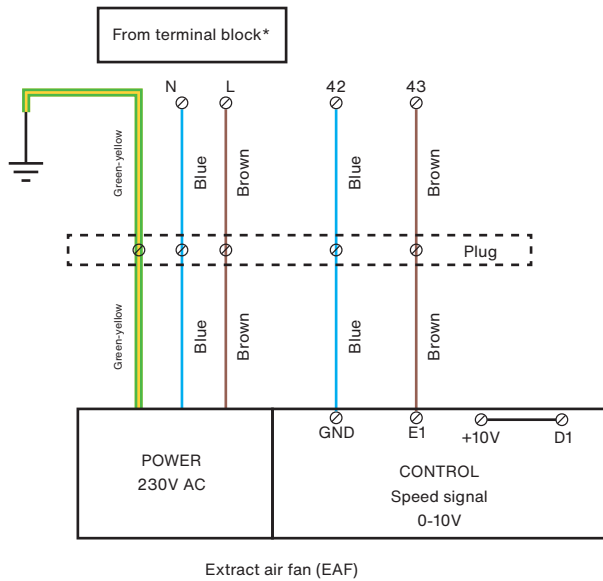 From terminal block*
N L 42 43
Green-yellow Blue Brown Blue Brown
Plug
Green-yellow Blue Brown Blue Brown
GND E1 +10V D1
POWER
230V AC
CONTROL
Speed signal
0-10V
Extract air fan (EAF)